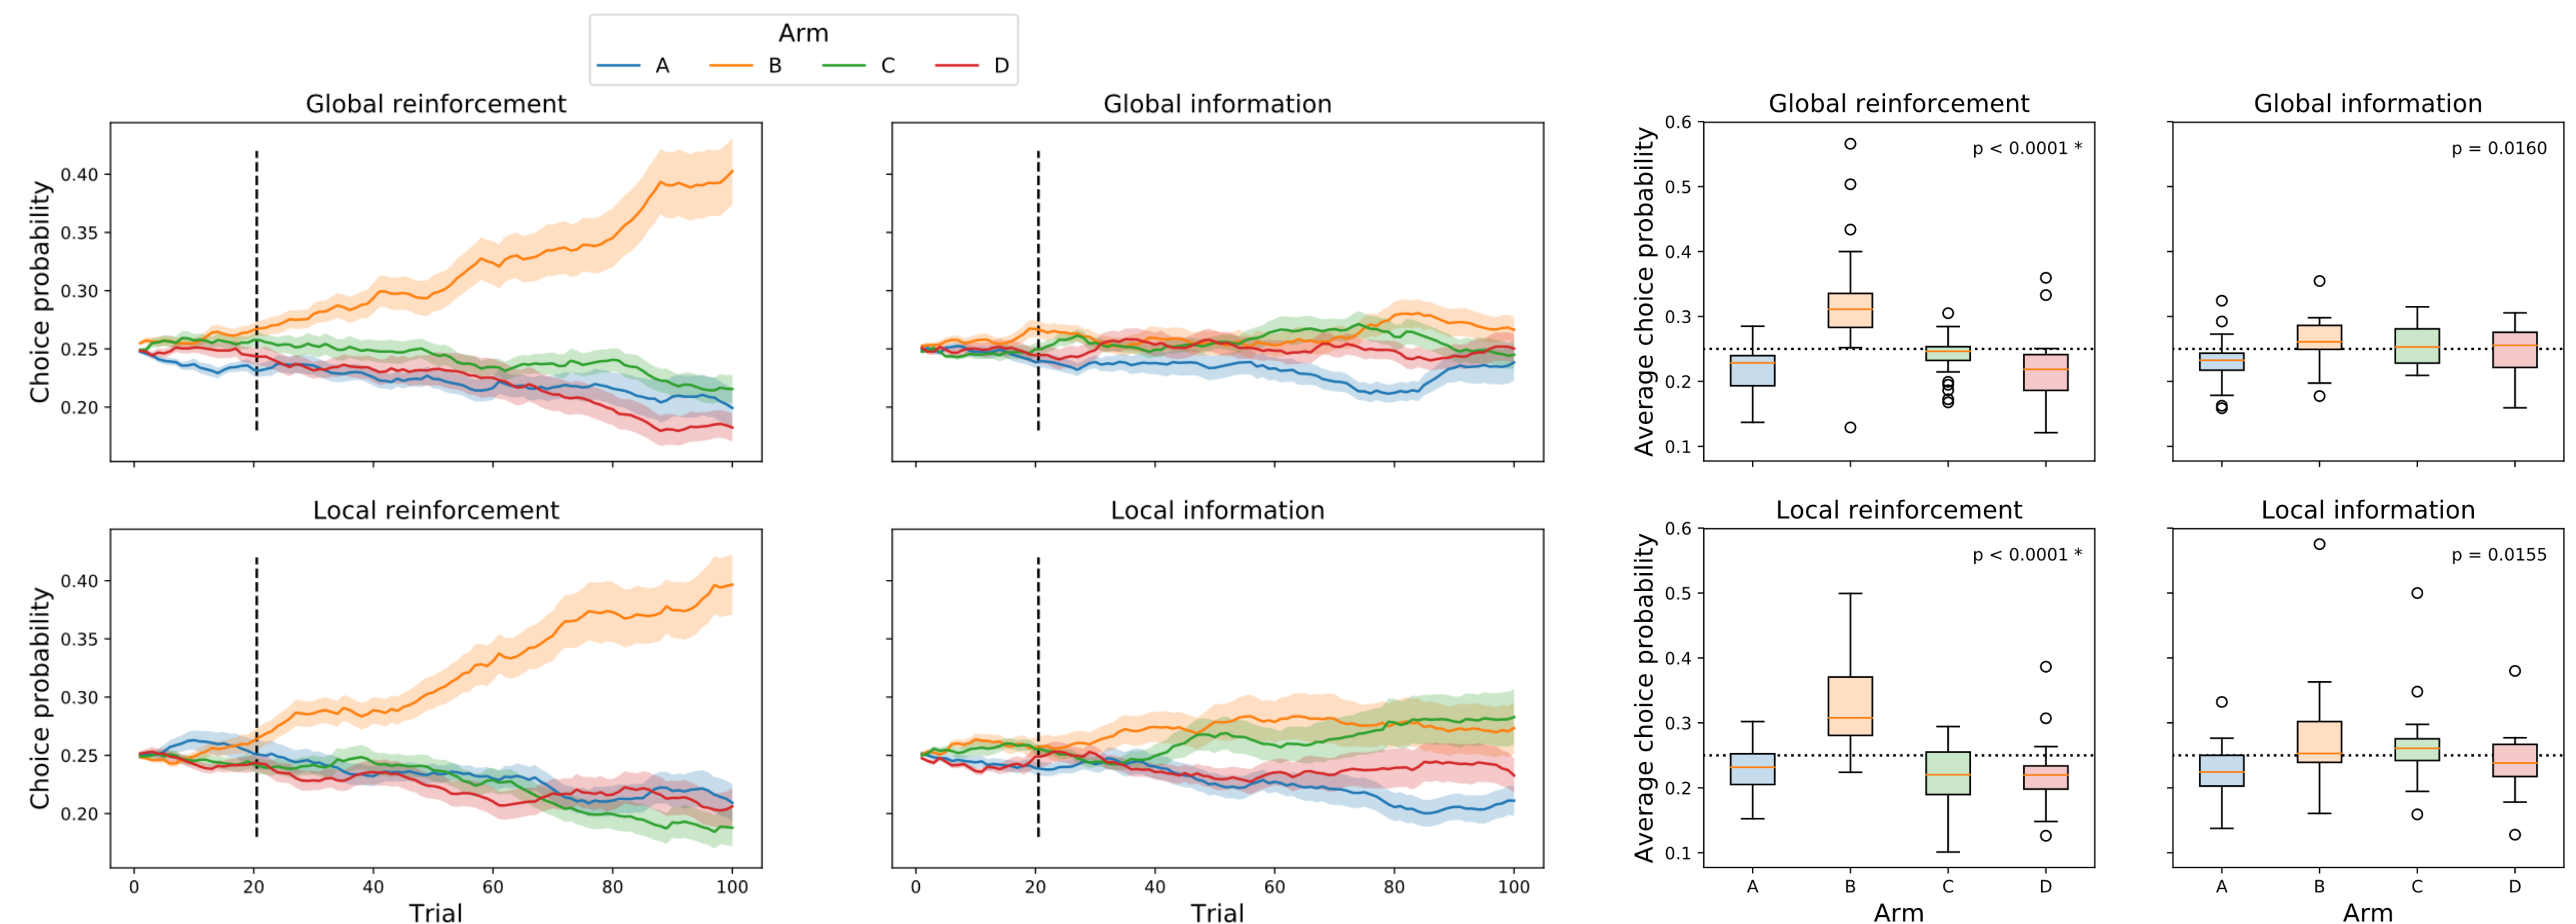 Arm
A B C D
Global reinforcement
Choice probability
0.40
0.35
0.30
0.25
0.20
Global information
Global reinforcement
Average choice probability
0.6
0.5
0.4
0.3
0.2
0.1
p < 0.0001 *
Global information
p = 0.0160
Local reinforcement
Choice probability
0.40
0.35
0.30
0.25
0.20
0 20 40 60 80 100
Trial
Local information
0 20 40 60 80 100
Trial
Local reinforcement
Average choice probability
0.6
0.5
0.4
0.3
0.2
0.1
p < 0.0001 *
A B C D
Arm
Local information
p = 0.0155
A B C D
Arm